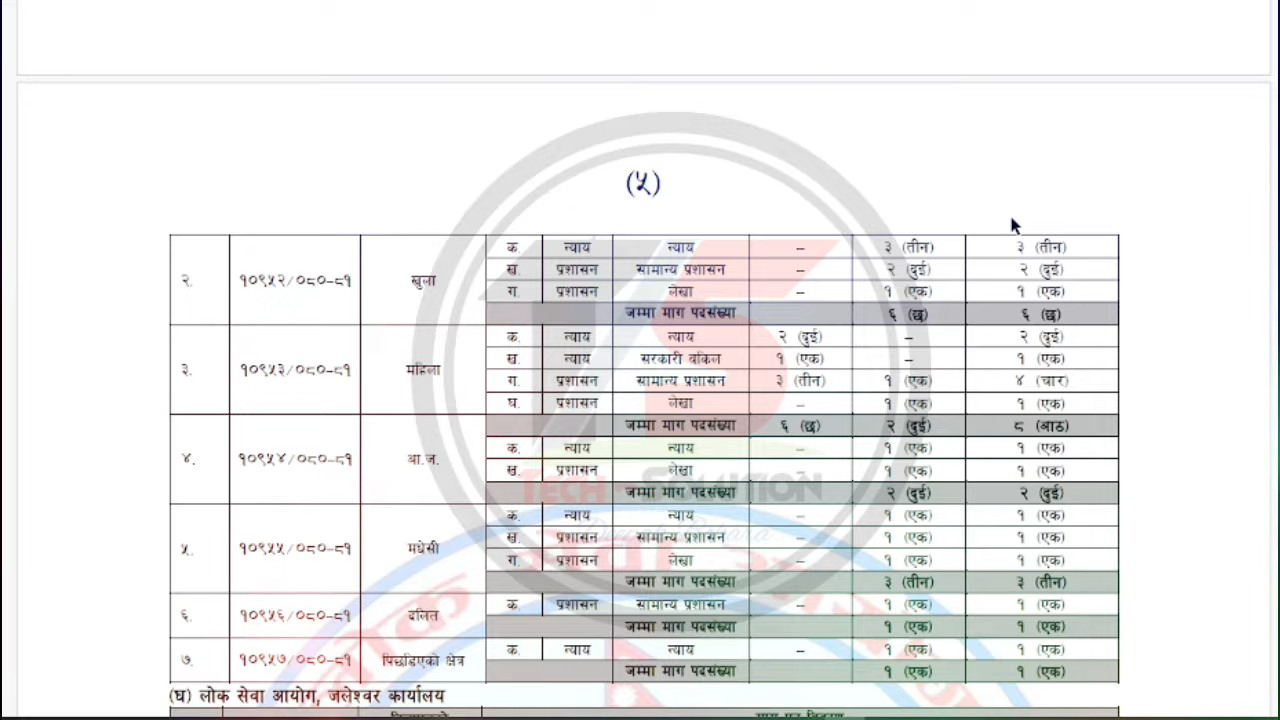 (५)
क. न्याय न्याय – ३ (तीन) ३ (तीन)
२. १०९५२/०८०-८१ खुला ख. प्रशासन सामान्य प्रशासन – २ (दुई) २ (दुई)
ग. प्रशासन लेखा – १ (एक) १ (एक)
जम्मा माग पदसंख्या ६ (छ) ६ (छ)
क. न्याय न्याय २ (दुई) – २ (दुई)
ख. न्याय सरकारी वकिल १ (एक) – १ (एक)
३. १०९५३/०८०-८१ महिला ग. प्रशासन सामान्य प्रशासन ३ (तीन) १ (एक) ४ (चार)
घ. प्रशासन लेखा – १ (एक) १ (एक)
जम्मा माग पदसंख्या ६ (छ) २ (दुई) ८ (आठ)
४. १०९५४/०८०-८१ आ.ज. क. न्याय न्याय – १ (एक) १ (एक)
ख. प्रशासन लेखा – १ (एक) १ (एक)
जम्मा माग पदसंख्या २ (दुई) २ (दुई)
TECH SOLUTION
क. न्याय न्याय – १ (एक) १ (एक)
५. १०९५५/०८०-८१ मधेसी ख. प्रशासन सामान्य प्रशासन – १ (एक) १ (एक)
ग. प्रशासन लेखा – १ (एक) १ (एक)
जम्मा माग पदसंख्या ३ (तीन) ३ (तीन)
६. १०९५६/०८०-८१ दलित क. प्रशासन सामान्य प्रशासन – १ (एक) १ (एक)
जम्मा माग पदसंख्या १ (एक) १ (एक)
७. १०९५७/०८०-८१ पिछडिएको क्षेत्र क. न्याय न्याय – १ (एक) १ (एक)
जम्मा माग पदसंख्या १ (एक) १ (एक)
(घ) लोक सेवा आयोग, जलेश्वर कार्यालय